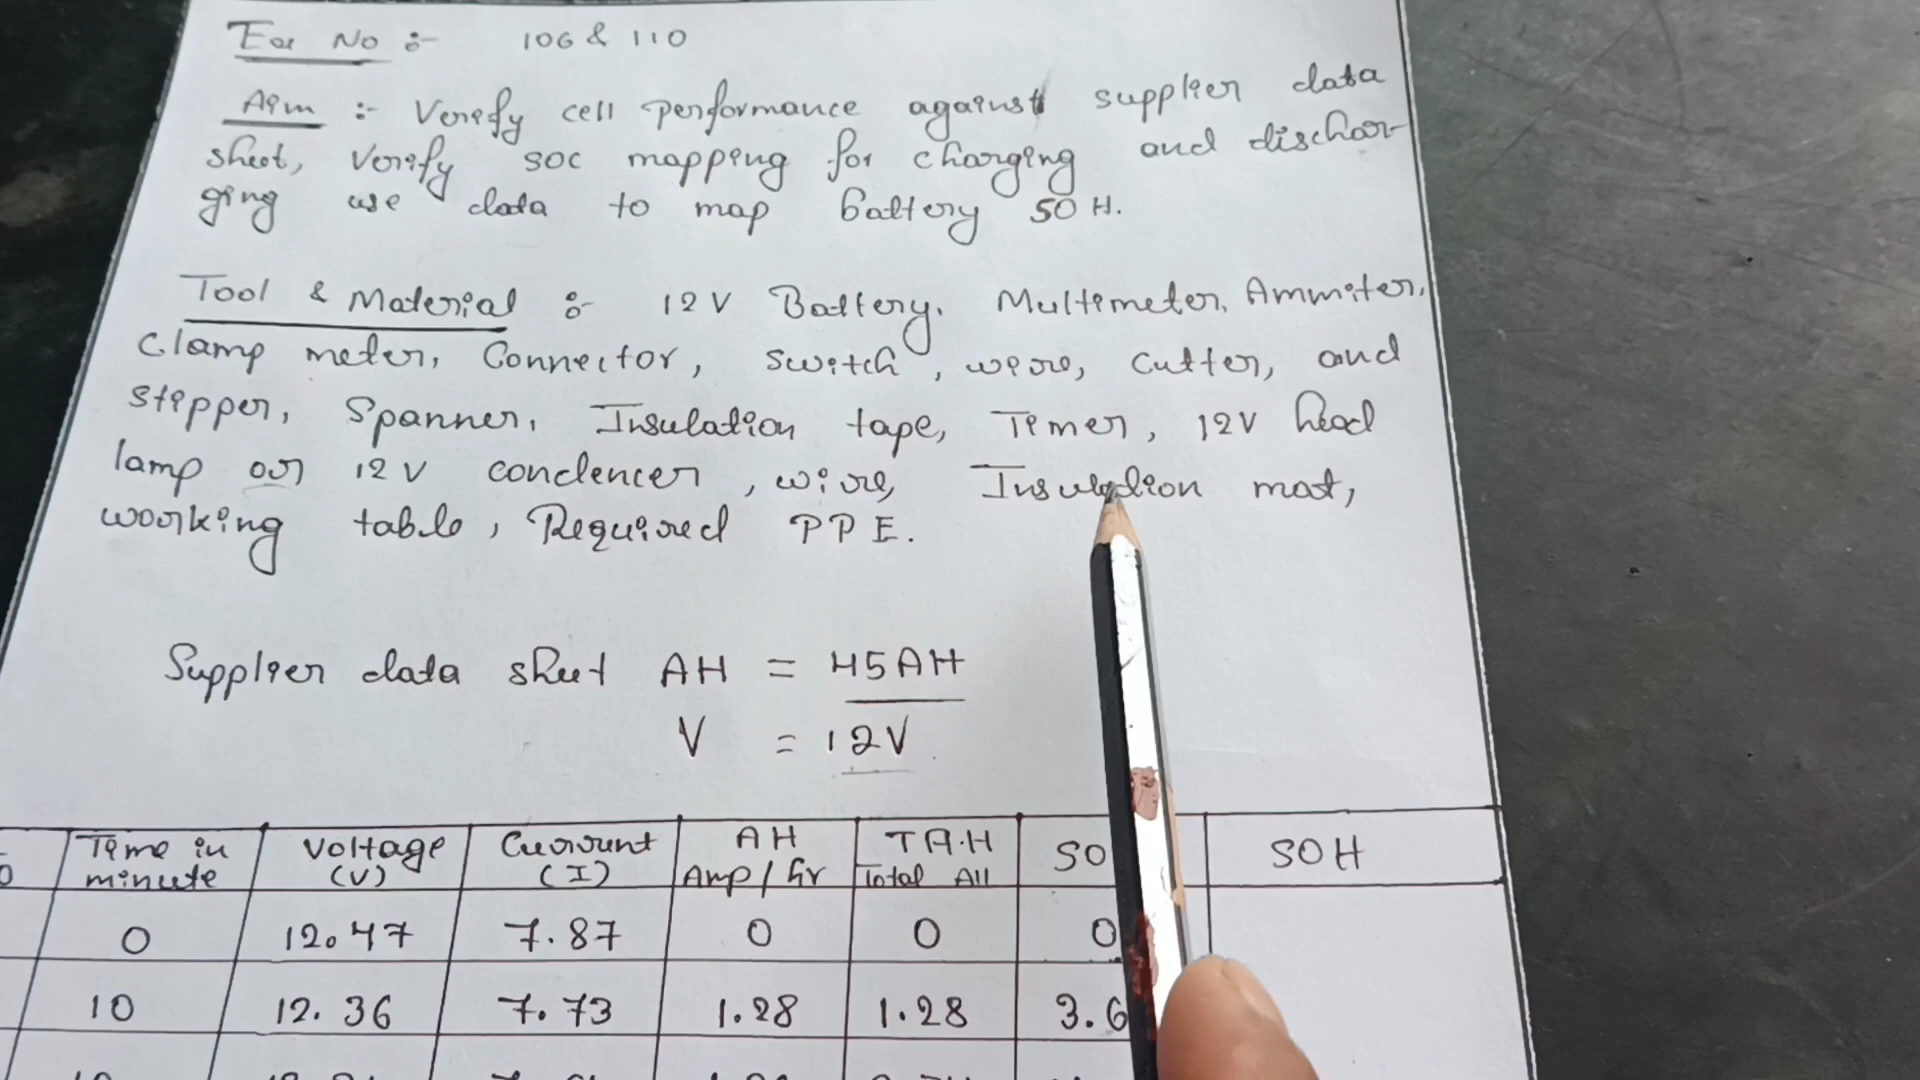 Ex No :- 106 & 110
Aim :- Verify cell performance against supplier data
sheet, Verify SOC mapping for charging and dischar-
ging use data to map battery SOH.
Tool & Material :- 12V Battery, Multimeter, Ammiter,
Clamp meter, Connector, Switch, wire, Cutter, and
Stipper, Spanner, Insulation tape, Timer, 12V head
lamp or 12V condencer, wire, Insulation mat,
working table, Required PPE.
Supplier data sheet AH = 45AH
V = 12V
Time in minute Voltage (V) Current (I) AH Amp/hr TA.H Total AH SO SOH
0 12.47 7.87 0 0 0
10 12.36 7.73 1.28 1.28 3.6